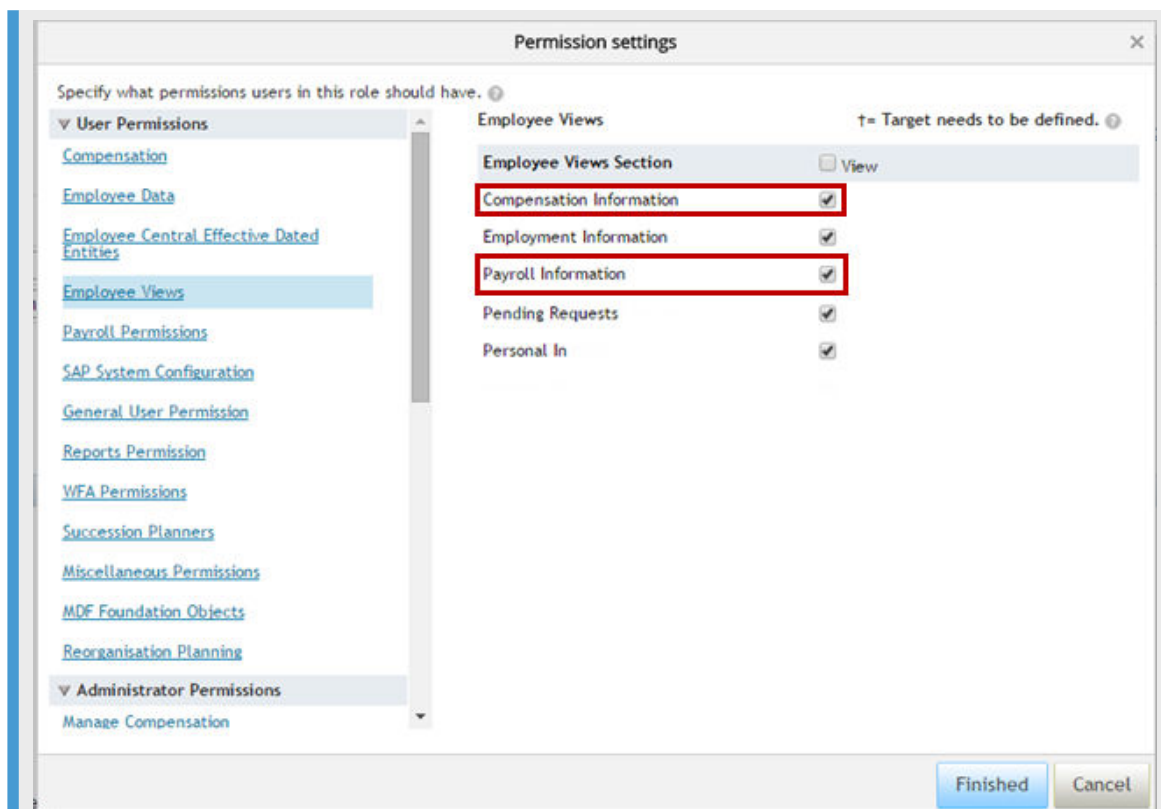 Permission settings
Specify what permissions users in this role should have.
User Permissions
Compensation
Employee Data
Employee Central Effective Dated
Entities
Employee Views
Payroll Permissions
SAP System Configuration
General User Permission
Reports Permission
WFA Permissions
Succession Planners
Miscellaneous Permissions
MDF Foundation Objects
Reorganisation Planning
Administrator Permissions
Manage Compensation
Employee Views †= Target needs to be defined.
Employee Views Section View
Compensation Information
Employment Information
Payroll Information
Pending Requests
Personal In
Finished Cancel